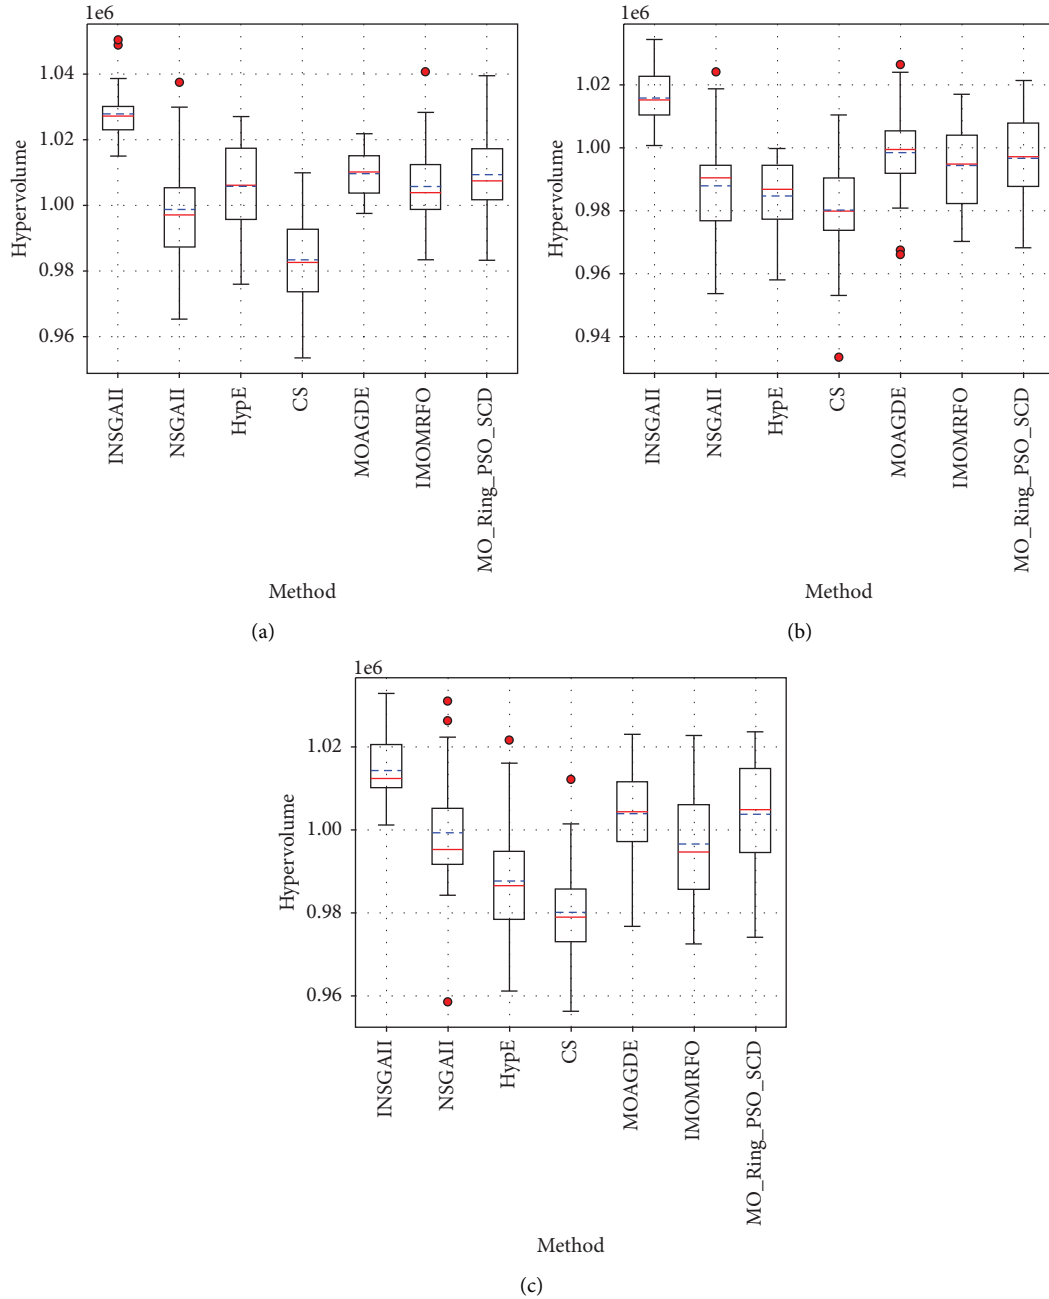 1e6
1.04
1.02
1.00
0.98
0.96
Hypervolume
INSGAII
NSGAII
HypE
CS
MOAGDE
IMOMRFO
MO_Ring_PSO_SCD
Method
(a)
1e6
1.02
1.00
0.98
0.96
0.94
Hypervolume
INSGAII
NSGAII
HypE
CS
MOAGDE
IMOMRFO
MO_Ring_PSO_SCD
Method
(b)
1e6
1.02
1.00
0.98
0.96
Hypervolume
INSGAII
NSGAII
HypE
CS
MOAGDE
IMOMRFO
MO_Ring_PSO_SCD
Method
(c)